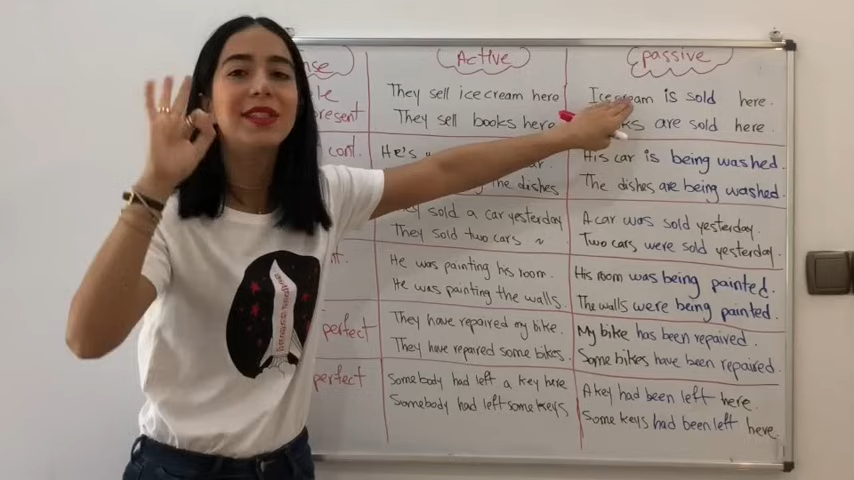 Active
passive
present
They sell icecream here
Icecream is sold here.
They sell books here
are sold here.
cont.
He's
His car is being washed.
the dishes
The dishes are being washed.
They sold a car yesterday
A car was sold yesterday.
They sold two cars ~
Two cars were sold yesterday.
He was painting his room.
His room was being painted.
He was painting the walls.
The walls were being painted.
perfect
They have repaired my bike.
My bike has been repaired.
They have repaired some bikes.
Some bikes have been repaired.
perfect
Somebody had left a key here
A key had been left here.
Somebody had left some keys
Some keys had been left here.